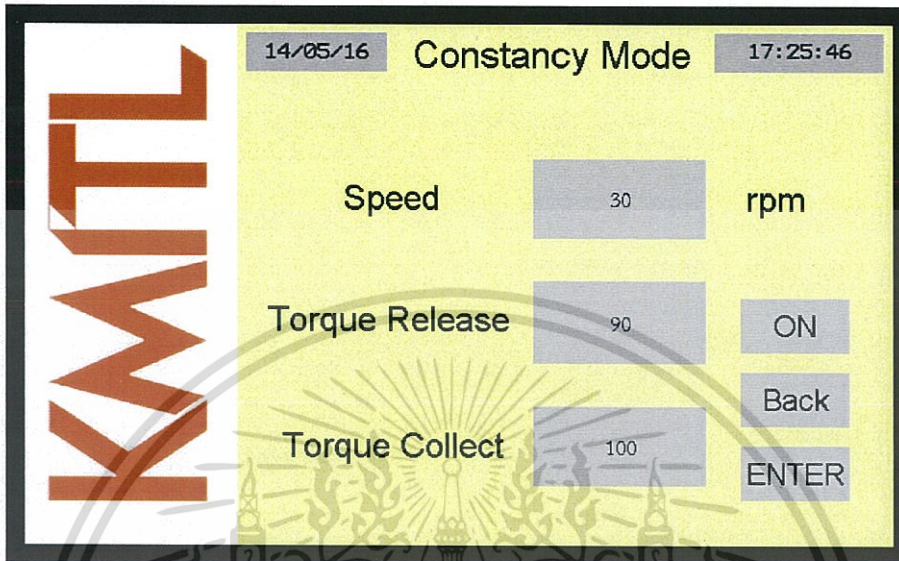 KMITL
14/05/16 Constancy Mode 17:25:46
Speed 30 rpm
Torque Release 90 ON
Back
Torque Collect 100
ENTER